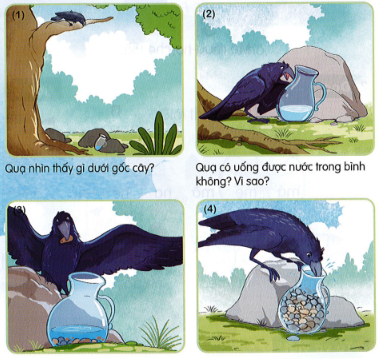 (1)
(2)
Quạ nhìn thấy gì dưới gốc cây?
Quạ có uống được nước trong bình
không? Vì sao?
(3)
(4)